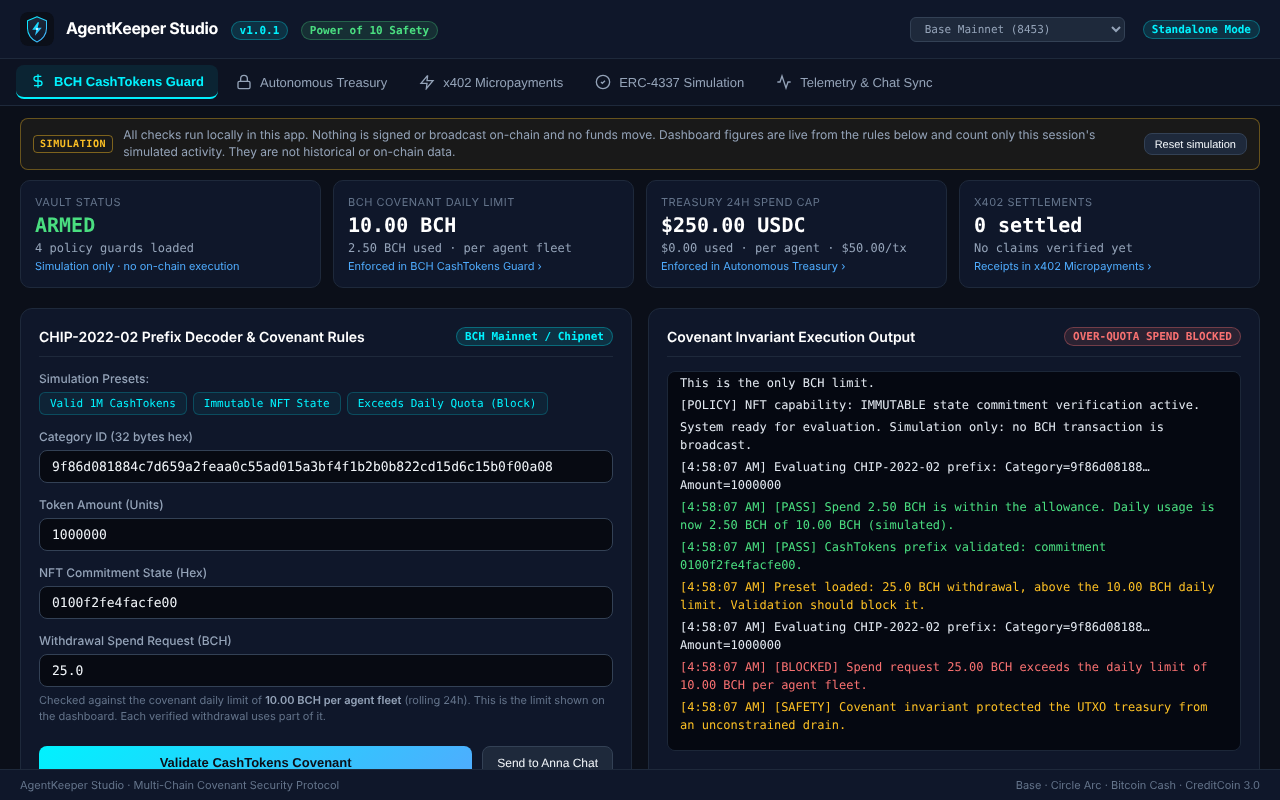 AgentKeeper Studio
v1.0.1
Power of 10 Safety
Base Mainnet (8453)
Standalone Mode
BCH CashTokens Guard
Autonomous Treasury
x402 Micropayments
ERC-4337 Simulation
Telemetry & Chat Sync
SIMULATION
All checks run locally in this app. Nothing is signed or broadcast on-chain and no funds move. Dashboard figures are live from the rules below and count only this session's
simulated activity. They are not historical or on-chain data.
Reset simulation
VAULT STATUS
ARMED
4 policy guards loaded
Simulation only · no on-chain execution
BCH COVENANT DAILY LIMIT
10.00 BCH
2.50 BCH used · per agent fleet
Enforced in BCH CashTokens Guard ›
TREASURY 24H SPEND CAP
$250.00 USDC
$0.00 used · per agent · $50.00/tx
Enforced in Autonomous Treasury ›
X402 SETTLEMENTS
0 settled
No claims verified yet
Receipts in x402 Micropayments ›
CHIP-2022-02 Prefix Decoder & Covenant Rules
BCH Mainnet / Chipnet
Simulation Presets:
Valid 1M CashTokens
Immutable NFT State
Exceeds Daily Quota (Block)
Category ID (32 bytes hex)
9f86d081884c7d659a2feaa0c55ad015a3bf4f1b2b0b822cd15d6c15b0f00a08
Token Amount (Units)
1000000
NFT Commitment State (Hex)
0100f2fe4facfe00
Withdrawal Spend Request (BCH)
25.0
Checked against the covenant daily limit of 10.00 BCH per agent fleet (rolling 24h). This is the limit shown on
the dashboard. Each verified withdrawal uses part of it.
Validate CashTokens Covenant
Send to Anna Chat
Covenant Invariant Execution Output
OVER-QUOTA SPEND BLOCKED
This is the only BCH limit.
[POLICY] NFT capability: IMMUTABLE state commitment verification active.
System ready for evaluation. Simulation only: no BCH transaction is
broadcast.
[4:58:07 AM] Evaluating CHIP-2022-02 prefix: Category=9f86d08188…
Amount=1000000
[4:58:07 AM] [PASS] Spend 2.50 BCH is within the allowance. Daily usage is
now 2.50 BCH of 10.00 BCH (simulated).
[4:58:07 AM] [PASS] CashTokens prefix validated: commitment
0100f2fe4facfe00.
[4:58:07 AM] Preset loaded: 25.0 BCH withdrawal, above the 10.00 BCH daily
limit. Validation should block it.
[4:58:07 AM] Evaluating CHIP-2022-02 prefix: Category=9f86d08188…
Amount=1000000
[4:58:07 AM] [BLOCKED] Spend request 25.00 BCH exceeds the daily limit of
10.00 BCH per agent fleet.
[4:58:07 AM] [SAFETY] Covenant invariant protected the UTXO treasury from
an unconstrained drain.
AgentKeeper Studio · Multi-Chain Covenant Security Protocol
Base · Circle Arc · Bitcoin Cash · CreditCoin 3.0